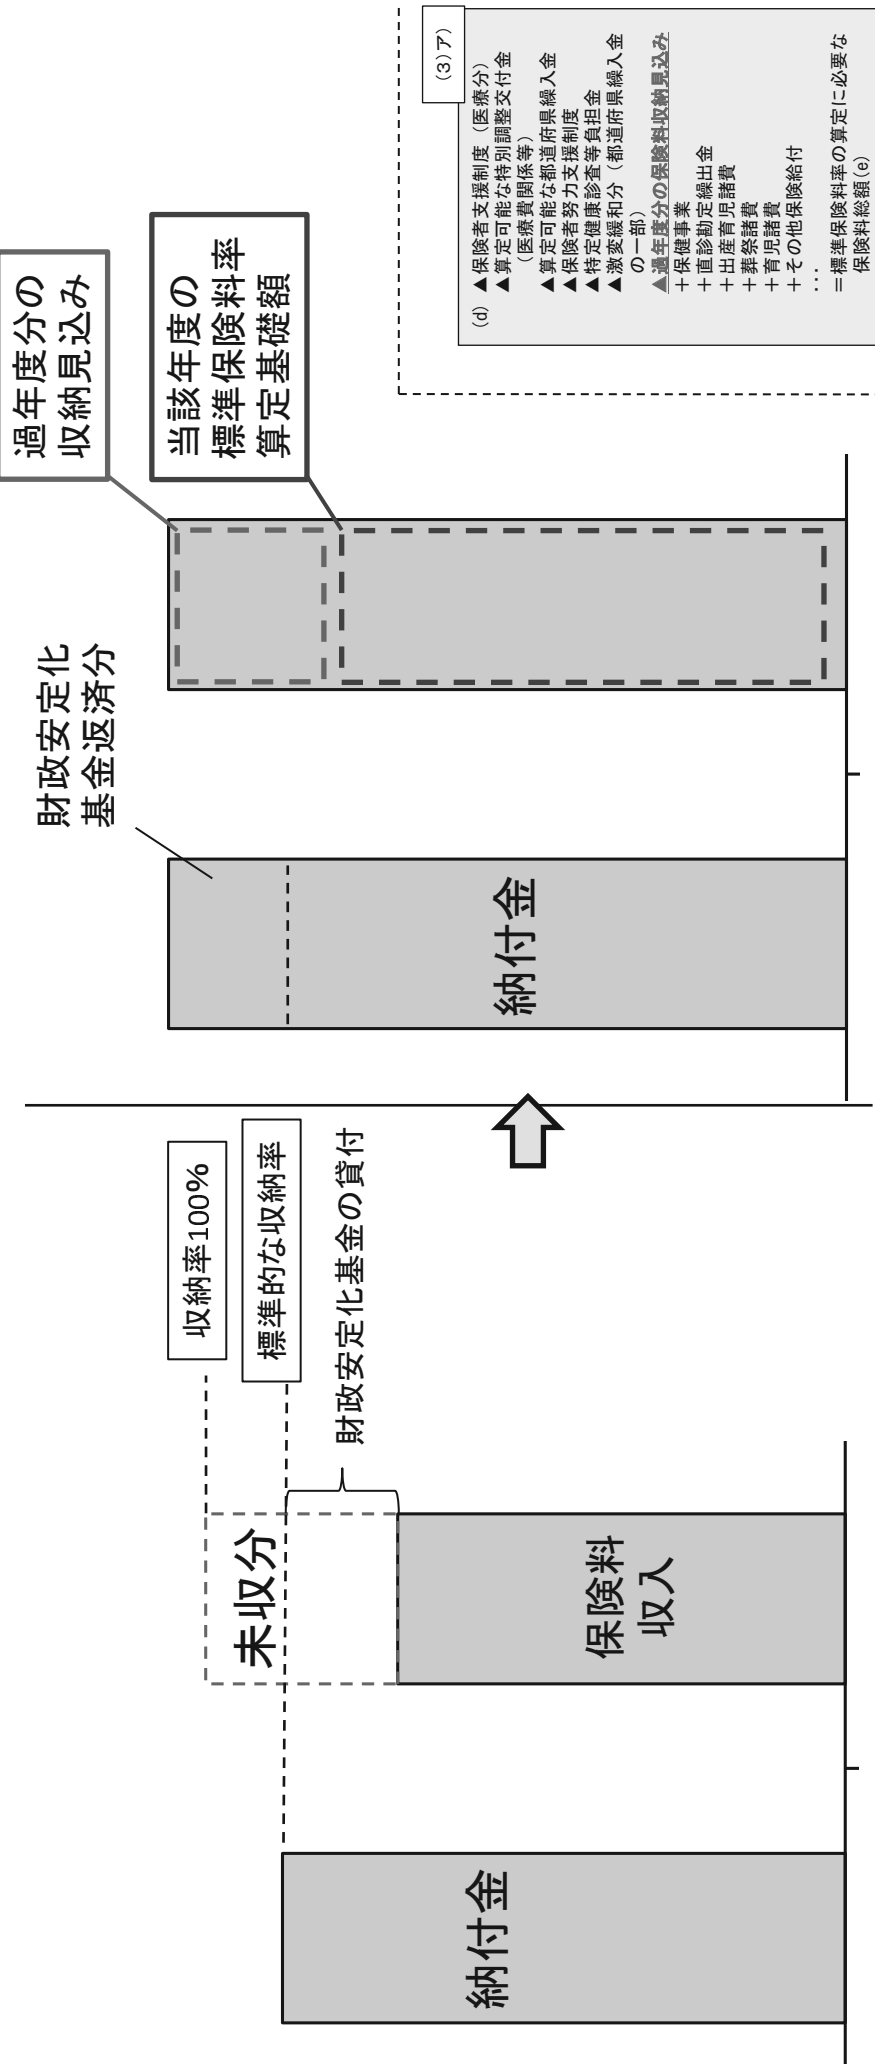 収納率100%
標準的な収納率
財政安定化基金の貸付
未収分
保険料
収入
納付金
財政安定化
基金返済分
納付金
過年度分の
収納見込み
当該年度の
標準保険料率
算定基礎額
(3)ア)
(d) ▲保険者支援制度（医療分）
▲算定可能な特別調整交付金
（医療費関係等）
▲算定可能な都道府県繰入金
▲保険者努力支援制度
▲特定健康診査等負担金
▲激変緩和分（都道府県繰入金
の一部）
▲過年度分の保険料収納見込み
＋保健事業
＋直診勘定繰出金
＋出産育児諸費
＋葬祭諸費
＋育児諸費
＋その他保険給付
・・・
＝標準保険料率の算定に必要な
保険料総額(e)